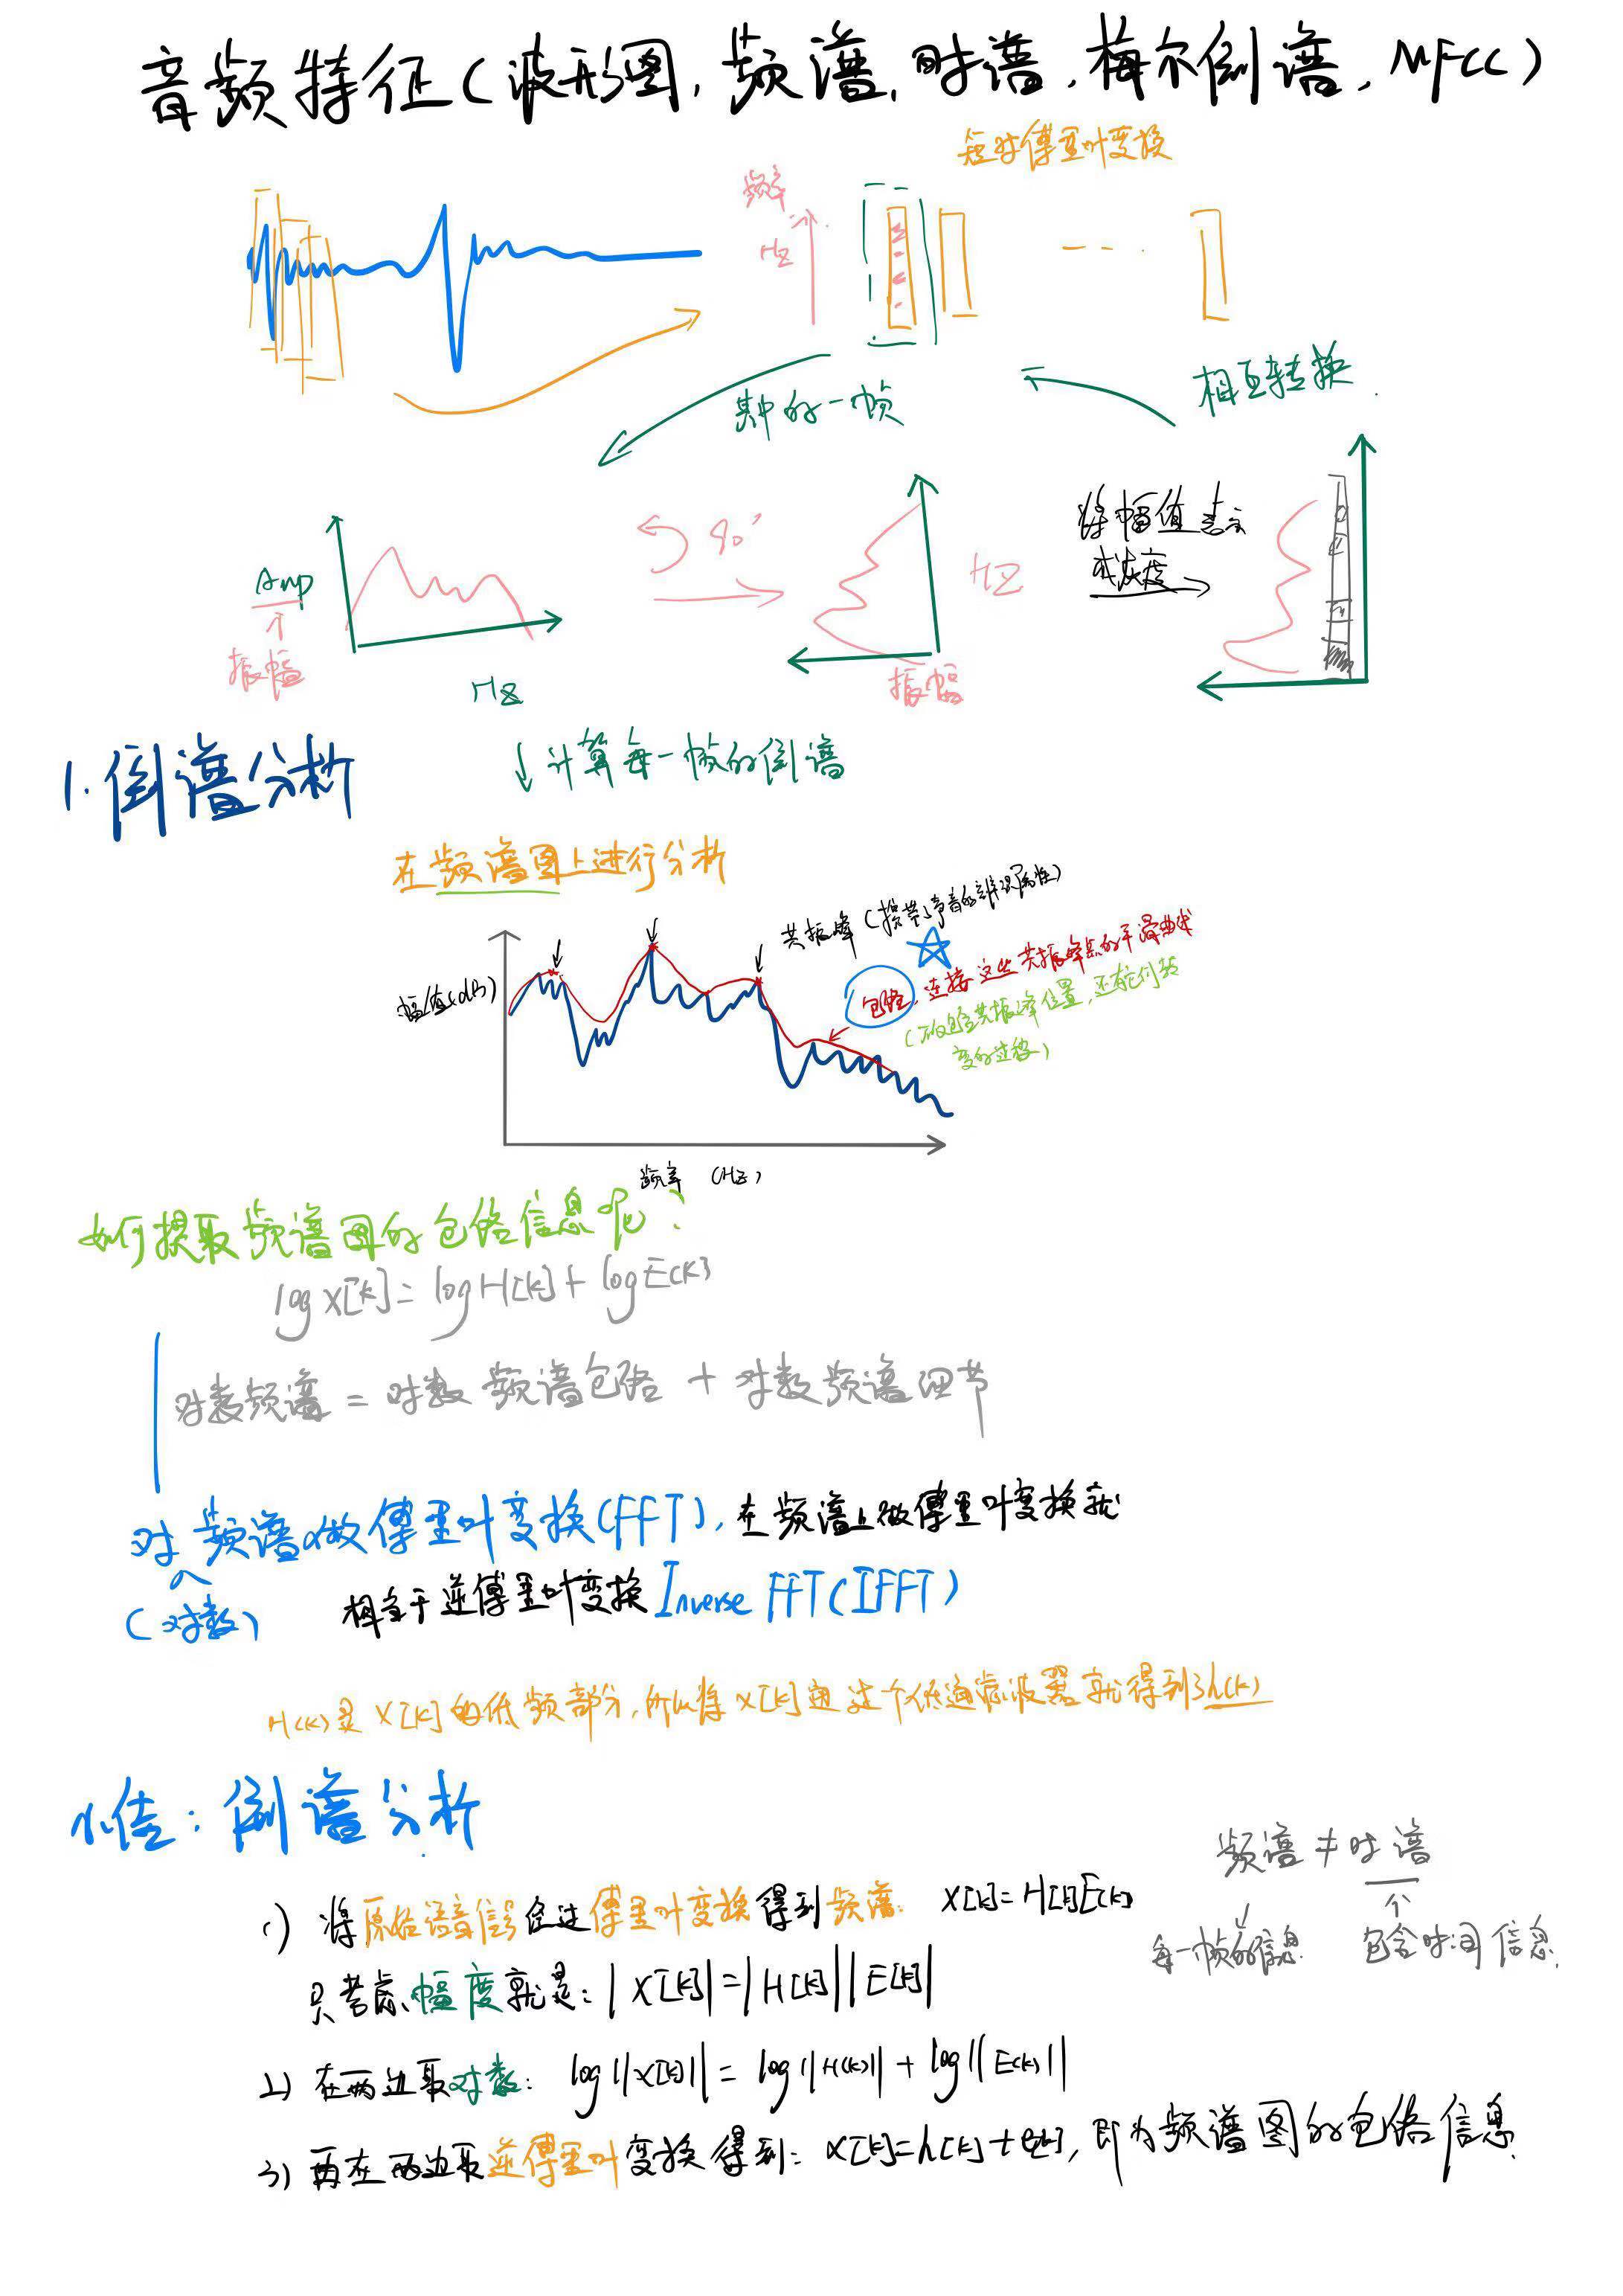 音频特征(波形图,频谱,时谱,梅尔倒谱,MFCC)
短时傅里叶变换
频率
Hz
相互转换
其中的一帧
90°
将幅值表示
成灰度
Amp
振幅
Hz
Hz
振幅
1.倒谱分析
↓计算每一帧的倒谱
在频谱图上进行分析
共振峰(携带了声音的辨识属性)
包络,连接这些共振峰点的平滑曲线
(不仅包含共振峰位置,还有它们转
变的过程)
幅值(dB)
频率 (Hz)
如何提取频谱图的包络信息呢?
log X[k] = log H[k] + log E[k]
对数频谱 = 对数频谱包络 + 对数频谱细节
对频谱做傅里叶变换(FFT),在频谱上做傅里叶变换就
(对数) 相当于逆傅里叶变换Inverse FFT(IFFT)
H(k)是X[k]的低频部分,所以将X[k]通过个低通滤波器就得到了h(k)
倒谱分析
频谱≠时谱
每一帧的信息 包含时间信息
1) 将原始语音信号经过傅里叶变换得到频谱: X[k]=H[k]E[k]
只考虑幅度就是: |X[k]|=|H[k]||E[k]|
2) 在两边取对数: log||X[k]|| = log||H(k)|| + log||E(k)||
3) 再在两边取逆傅里叶变换得到: x[k]=h[k]+e[k],即为频谱图的包络信息